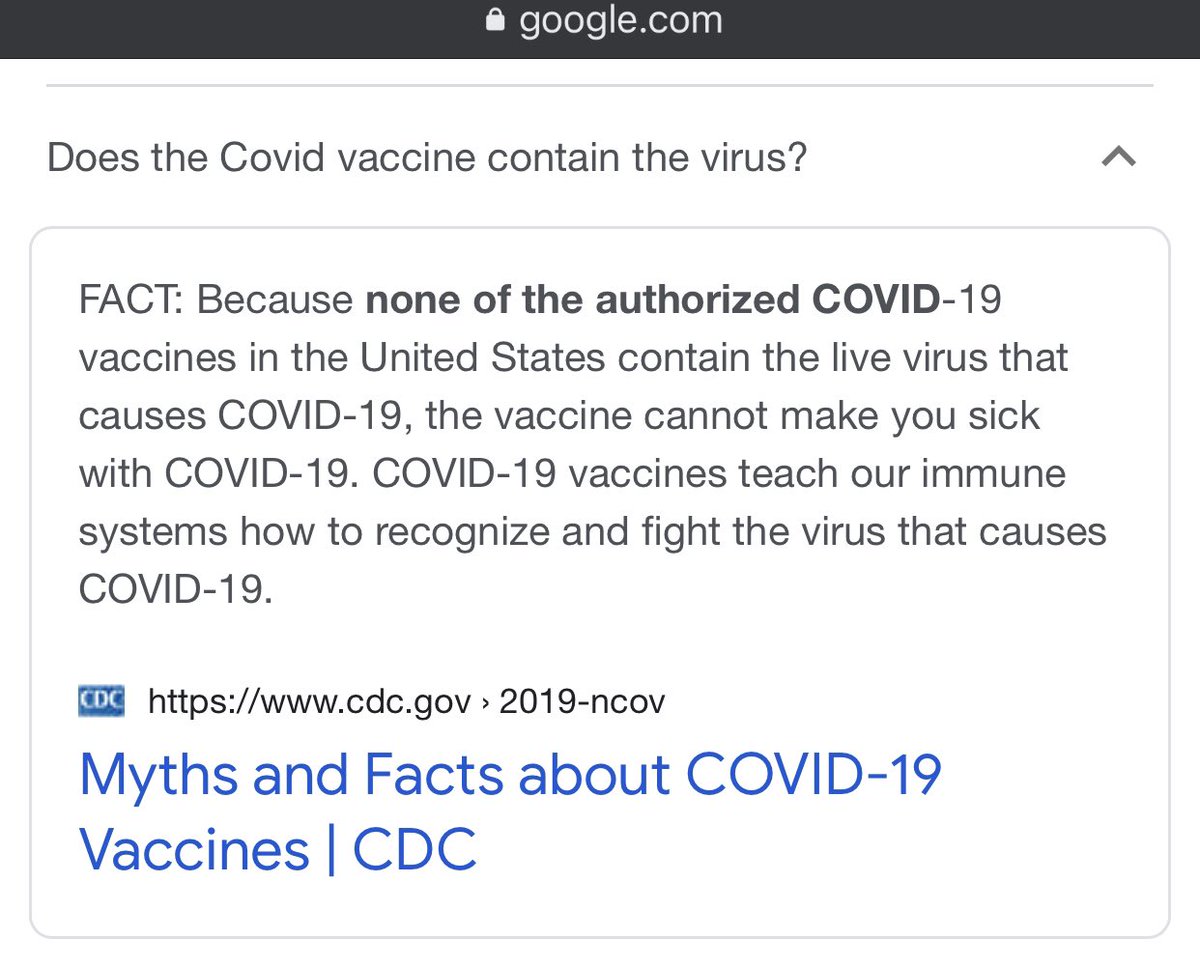 google.com
Does the Covid vaccine contain the virus?
FACT: Because none of the authorized COVID-19
vaccines in the United States contain the live virus that
causes COVID-19, the vaccine cannot make you sick
with COVID-19. COVID-19 vaccines teach our immune
systems how to recognize and fight the virus that causes
COVID-19.
CDC https://www.cdc.gov › 2019-ncov
Myths and Facts about COVID-19
Vaccines | CDC